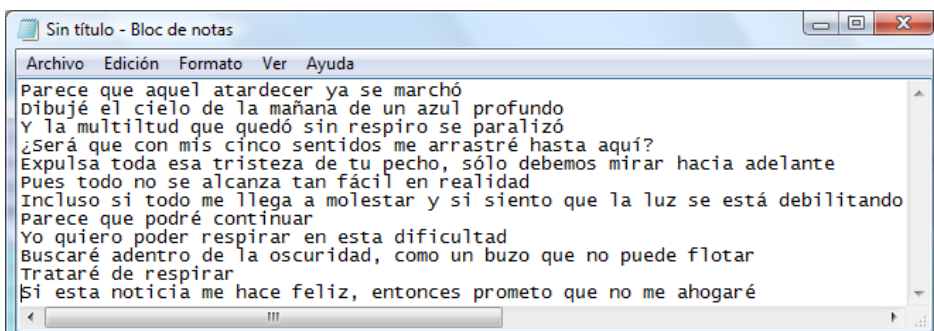 Sin título - Bloc de notas
Archivo Edición Formato Ver Ayuda
Parece que aquel atardecer ya se marchó
Dibujé el cielo de la mañana de un azul profundo
Y la multiltud que quedó sin respiro se paralizó
¿Será que con mis cinco sentidos me arrastré hasta aquí?
Expulsa toda esa tristeza de tu pecho, sólo debemos mirar hacia adelante
Pues todo no se alcanza tan fácil en realidad
Incluso si todo me llega a molestar y si siento que la luz se está debilitando
Parece que podré continuar
Yo quiero poder respirar en esta dificultad
Buscaré adentro de la oscuridad, como un buzo que no puede flotar
Trataré de respirar
Si esta noticia me hace feliz, entonces prometo que no me ahogaré